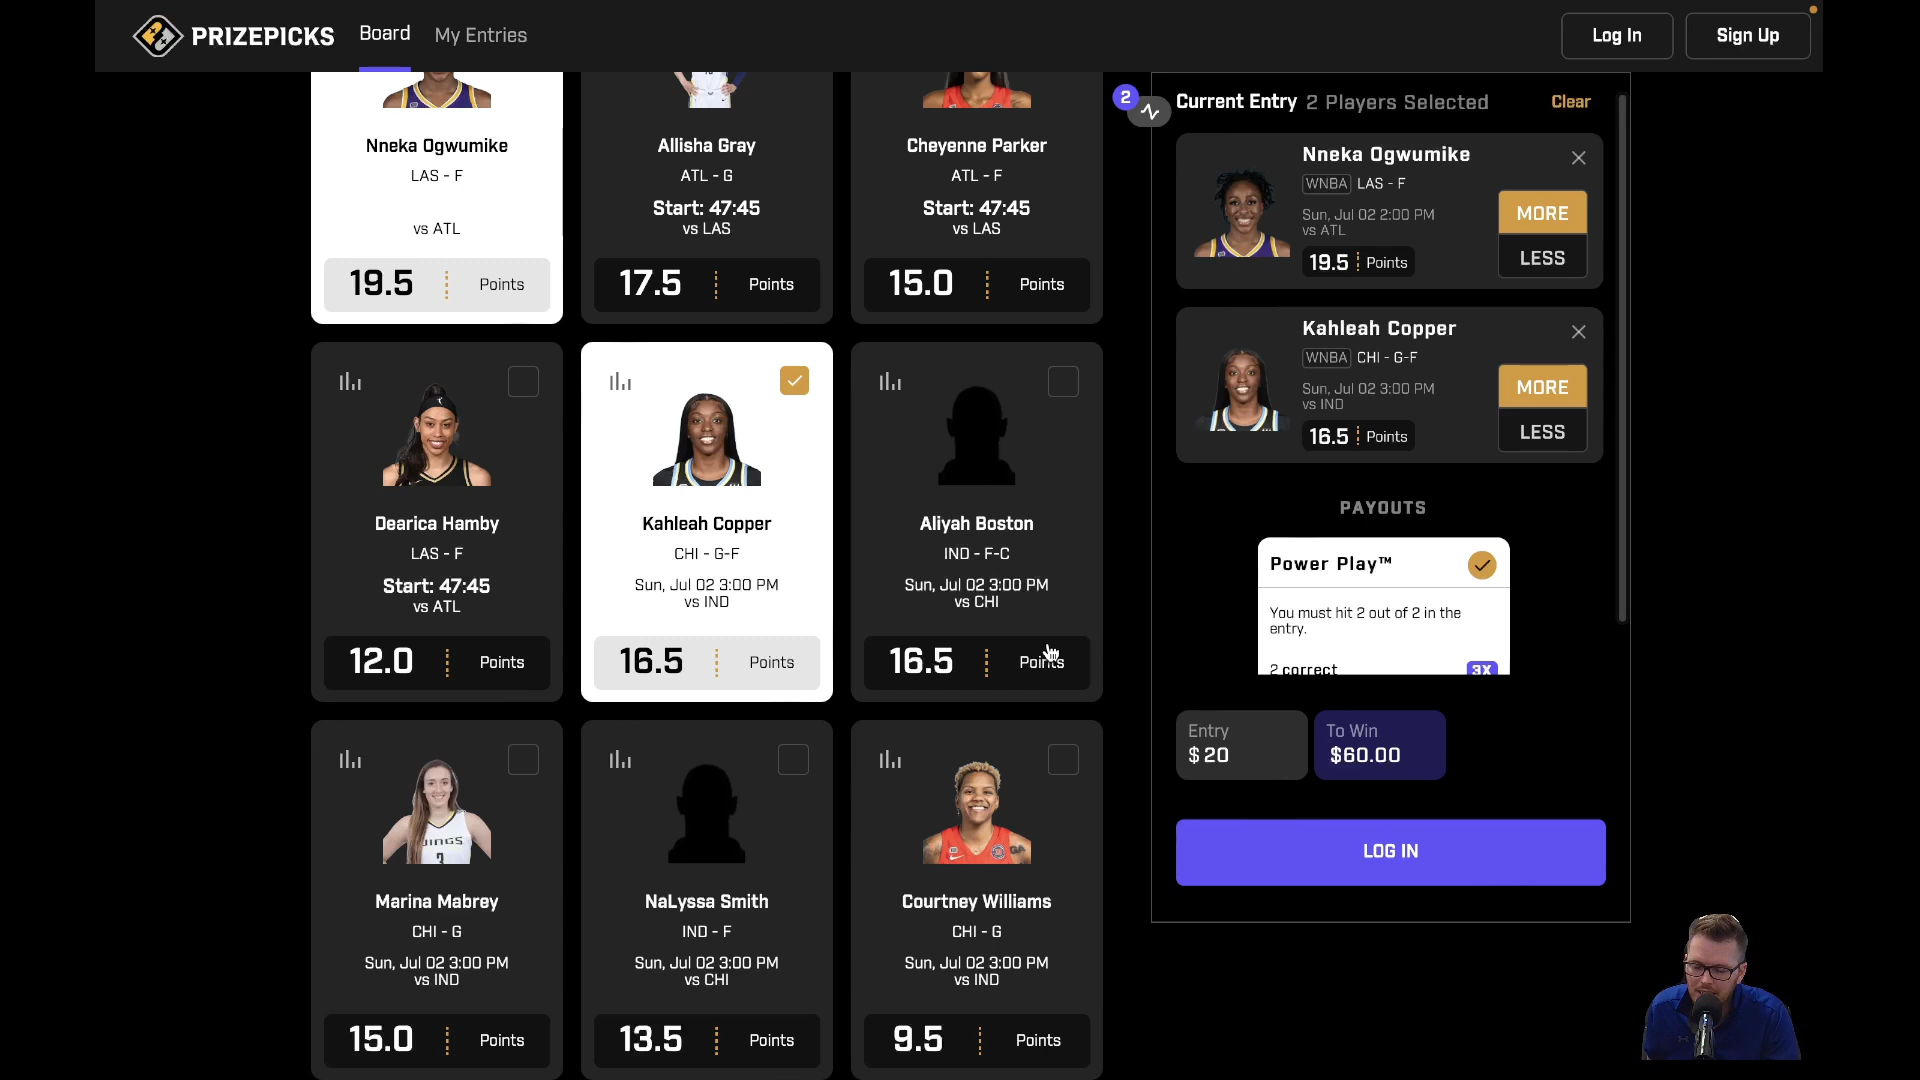 PRIZEPICKS
Board
My Entries
Log In
Sign Up
Nneka Ogwumike
LAS - F
vs ATL
19.5
Points
Allisha Gray
ATL - G
Start: 47:45
vs LAS
17.5
Points
Cheyenne Parker
ATL - F
Start: 47:45
vs LAS
15.0
Points
Dearica Hamby
LAS - F
Start: 47:45
vs ATL
12.0
Points
Kahleah Copper
CHI - G-F
Sun, Jul 02 3:00 PM
vs IND
16.5
Points
Aliyah Boston
IND - F-C
Sun, Jul 02 3:00 PM
vs CHI
16.5
Points
WINGS
3
Marina Mabrey
CHI - G
Sun, Jul 02 3:00 PM
vs IND
15.0
Points
NaLyssa Smith
IND - F
Sun, Jul 02 3:00 PM
vs CHI
13.5
Points
Courtney Williams
CHI - G
Sun, Jul 02 3:00 PM
vs IND
9.5
Points
2
Current Entry 2 Players Selected
Clear
Nneka Ogwumike
WNBA LAS - F
Sun, Jul 02 2:00 PM
vs ATL
19.5 Points
MORE
LESS
Kahleah Copper
WNBA CHI - G-F
Sun, Jul 02 3:00 PM
vs IND
16.5 Points
MORE
LESS
PAYOUTS
Power Play™
You must hit 2 out of 2 in the
entry.
2 correct
3X
Entry
$ 20
To Win
$60.00
LOG IN